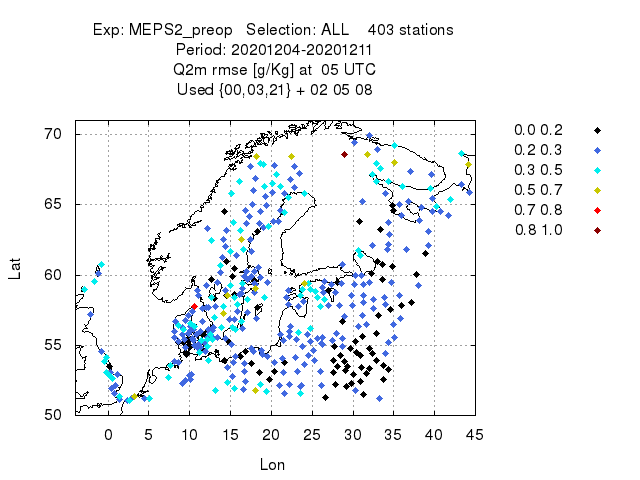 Exp: MEPS2_preop   Selection: ALL    403 stations
Period: 20201204-20201211
Q2m rmse [g/Kg] at  05 UTC
Used {00,03,21} + 02 05 08
70
65
60
55
50
Lat
0 5 10 15 20 25 30 35 40 45
Lon
0.0 0.2
0.2 0.3
0.3 0.5
0.5 0.7
0.7 0.8
0.8 1.0